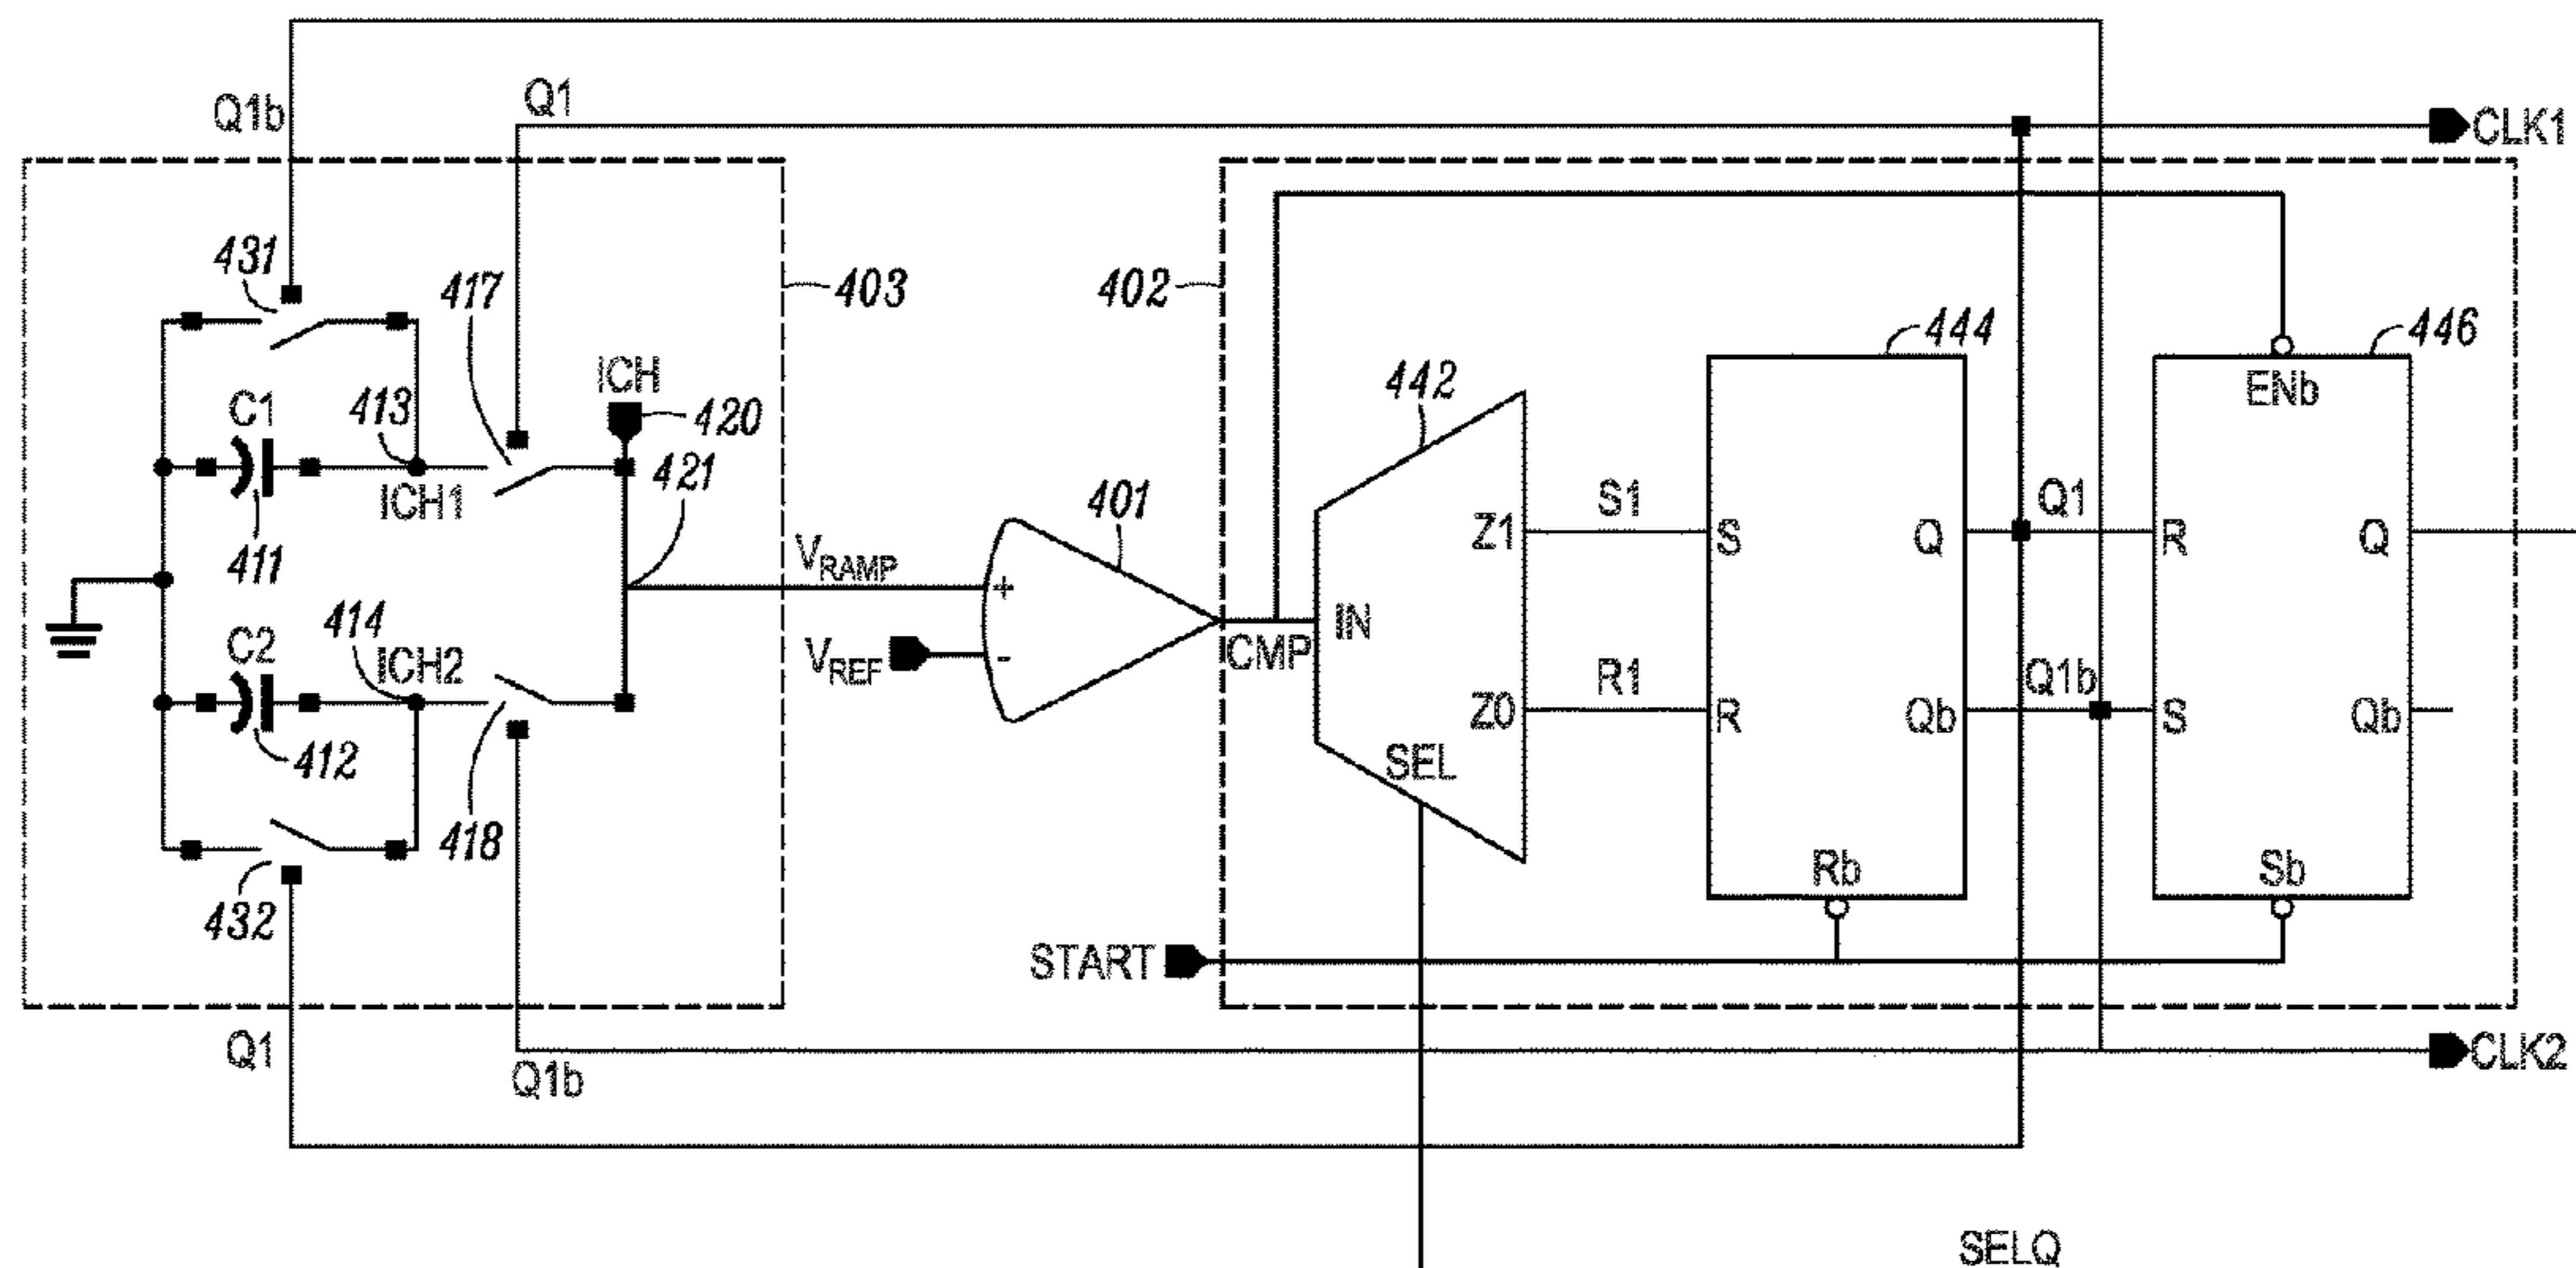 Q1b
Q1
CLK1
431
417
403
402
444
446
ICH
420
442
ENb
C1
413
421
401
ICH1
S1
Z1
S
Q
Q1
R
Q
411
VRAMP
+
CMP
IN
C2
414
ICH2
VREF
-
R1
Q1b
Z0
R
Qb
S
Qb
412
SEL
418
432
Rb
Sb
START
Q1
Q1b
CLK2
SELQ